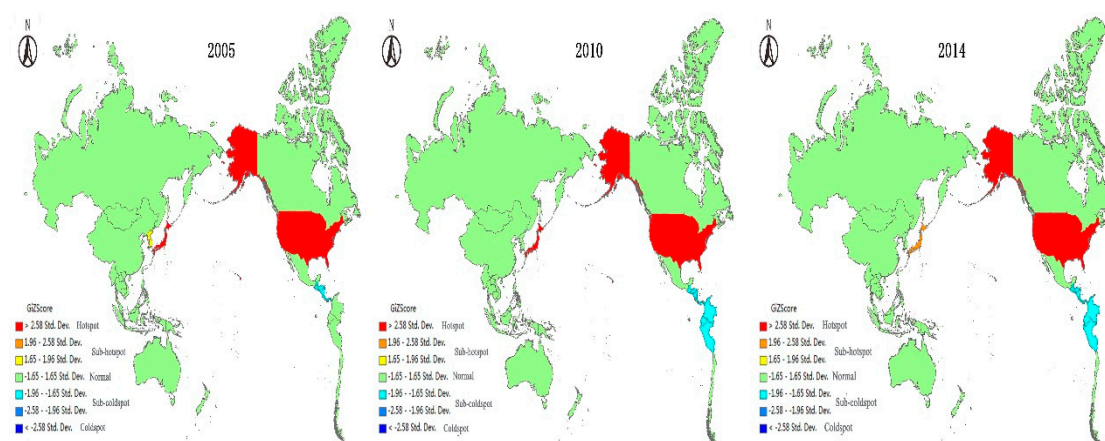 N
2005
GiZScore
> 2.58 Std. Dev. Hotspot
1.96 - 2.58 Std. Dev.
Sub-hotspot
1.65 - 1.96 Std. Dev.
-1.65 - 1.65 Std. Dev. Normal
-1.96 - -1.65 Std. Dev.
Sub-coldspot
-2.58 - -1.96 Std. Dev.
< -2.58 Std. Dev. Coldspot
N
2010
GiZScore
> 2.58 Std. Dev. Hotspot
1.96 - 2.58 Std. Dev.
Sub-hotspot
1.65 - 1.96 Std. Dev.
-1.65 - 1.65 Std. Dev. Normal
-1.96 - -1.65 Std. Dev.
Sub-coldspot
-2.58 - -1.96 Std. Dev.
< -2.58 Std. Dev. Coldspot
N
2014
GiZScore
> 2.58 Std. Dev. Hotspot
1.96 - 2.58 Std. Dev.
Sub-hotspot
1.65 - 1.96 Std. Dev.
-1.65 - 1.65 Std. Dev. Normal
-1.96 - -1.65 Std. Dev.
Sub-coldspot
-2.58 - -1.96 Std. Dev.
< -2.58 Std. Dev. Coldspot